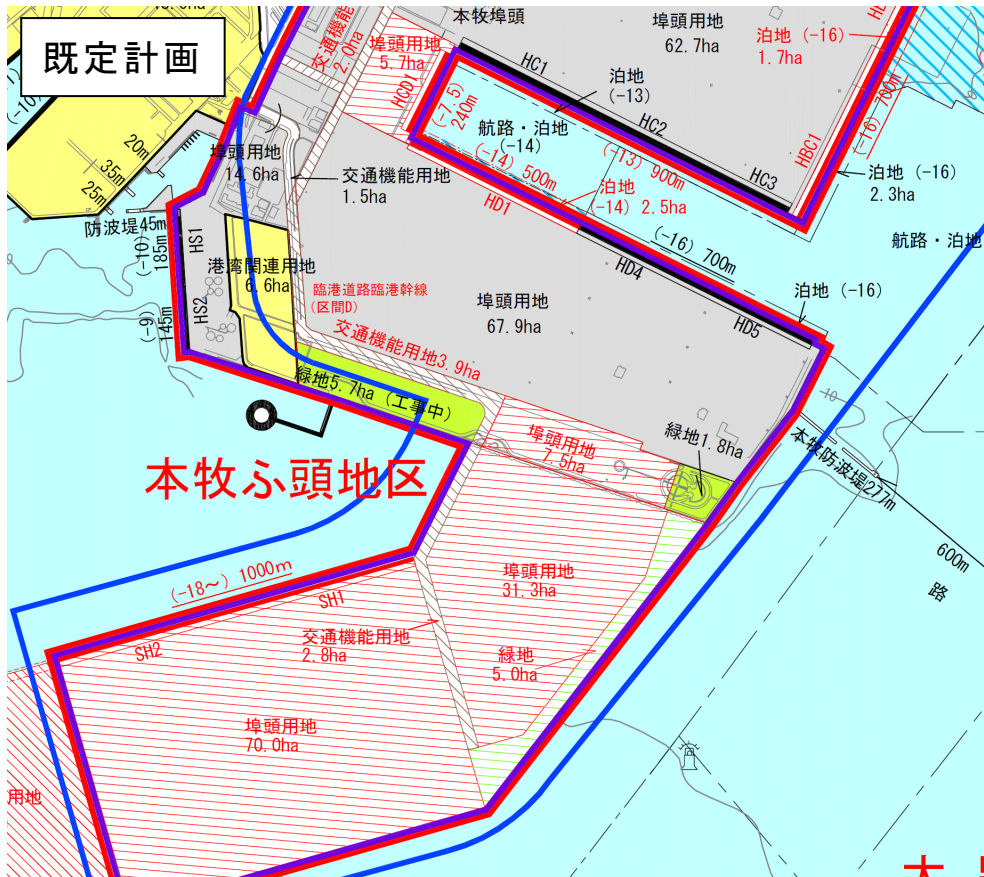 既定計画
本牧埠頭
埠頭用地
62.7ha
泊地 (-16)
1.7ha
交通機能
2.0ha
埠頭用地
5.7ha
HCD1
(-7.5)
240m
HC1
泊地
(-13)
HC2
HC3
航路・泊地
(-14)
(-13) 900m
HBC1
(-16) 700m
泊地 (-16)
2.3ha
航路・泊地
(-10)
20m
35m
25m
埠頭用地
14.6ha
交通機能用地
1.5ha
(-14) 500m
HD1
泊地
(-14) 2.5ha
(-16) 700m
HD4
HD5
泊地 (-16)
防波堤45m
(-10)
185m
HS1
HS2
(-9)
145m
港湾関連用地
6.6ha
臨港道路臨港幹線
(区間D)
埠頭用地
67.9ha
交通機能用地3.9ha
緑地5.7ha (工事中)
埠頭用地
7.5ha
緑地1.8ha
10
本牧防波堤277m
600m
路
本牧ふ頭地区
(-18～) 1000m
SH1
SH2
埠頭用地
31.3ha
交通機能用地
2.8ha
緑地
5.0ha
埠頭用地
70.0ha
用地